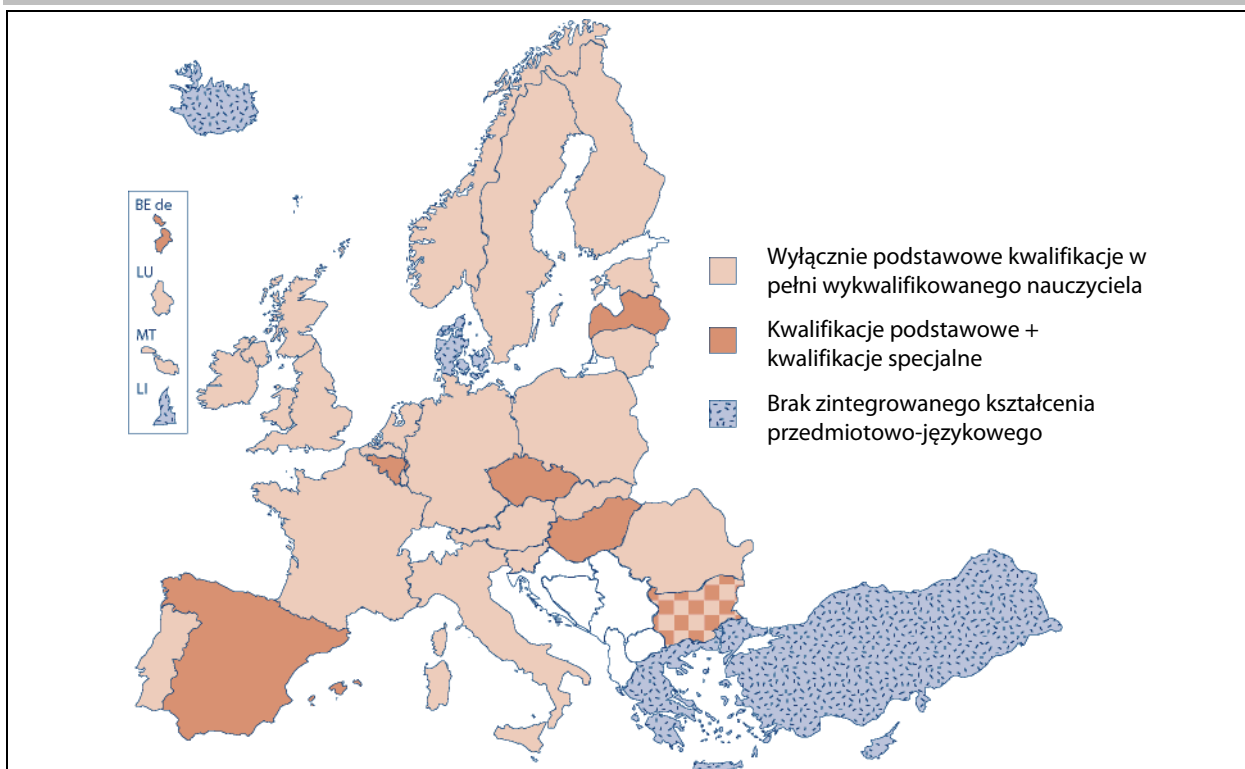 BE de
LU
MT
LI
Wyłącznie podstawowe kwalifikacje w
pełni wykwalifikowanego nauczyciela
Kwalifikacje podstawowe +
kwalifikacje specjalne
Brak zintegrowanego kształcenia
przedmiotowo-językowego